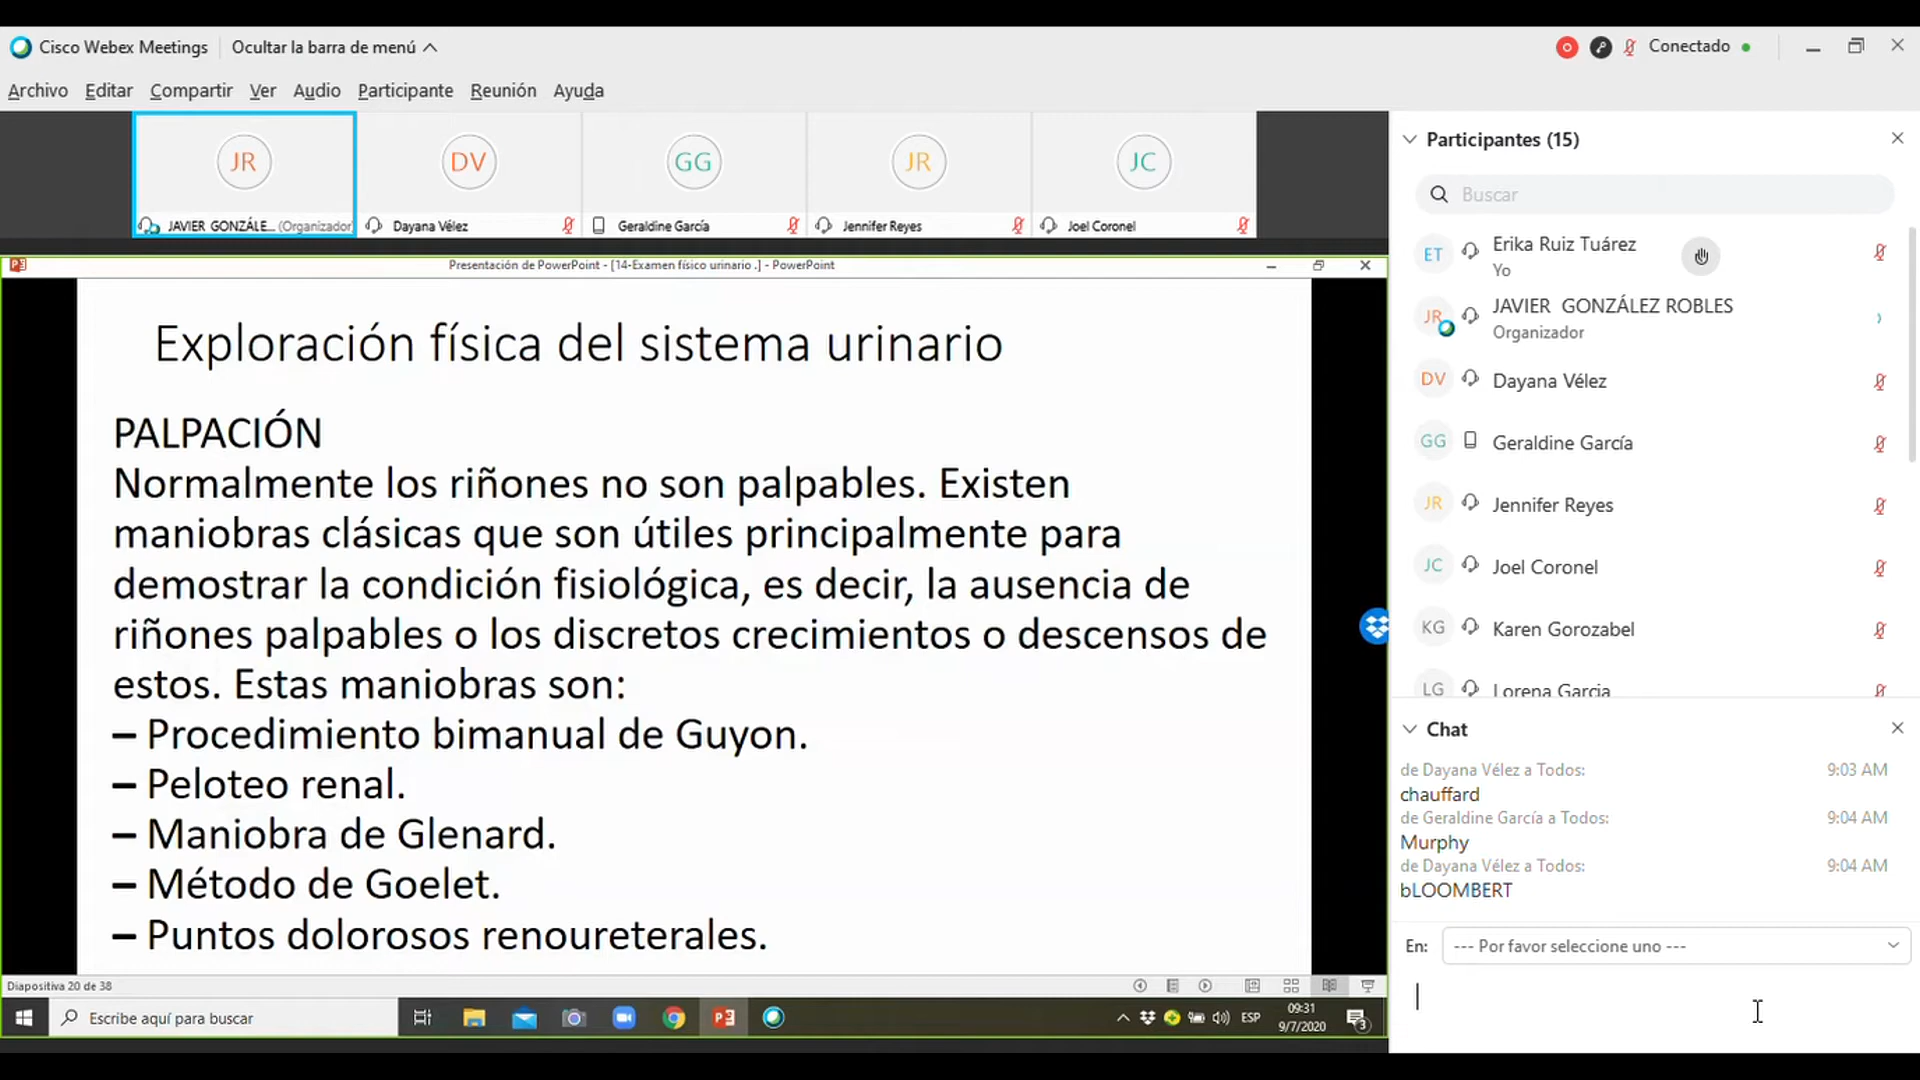 Cisco Webex Meetings
Ocultar la barra de menú
Conectado
Archivo Editar Compartir Ver Audio Participante Reunión Ayuda
JR
DV
GG
JR
JC
JAVIER GONZÁLE... (Organizador)
Dayana Vélez
Geraldine García
Jennifer Reyes
Joel Coronel
Presentación de PowerPoint - [14-Examen físico urinario .] - PowerPoint
Exploración física del sistema urinario
PALPACIÓN
Normalmente los riñones no son palpables. Existen
maniobras clásicas que son útiles principalmente para
demostrar la condición fisiológica, es decir, la ausencia de
riñones palpables o los discretos crecimientos o descensos de
estos. Estas maniobras son:
– Procedimiento bimanual de Guyon.
– Peloteo renal.
– Maniobra de Glenard.
– Método de Goelet.
– Puntos dolorosos renoureterales.
Diapositiva 20 de 38
Escribe aquí para buscar
ESP
09:31
9/7/2020
3
Participantes (15)
Buscar
ET Erika Ruiz Tuárez
Yo
JR JAVIER GONZÁLEZ ROBLES
Organizador
DV Dayana Vélez
GG Geraldine García
JR Jennifer Reyes
JC Joel Coronel
KG Karen Gorozabel
LG Lorena Garcia
Chat
de Dayana Vélez a Todos: 9:03 AM
chauffard
de Geraldine García a Todos: 9:04 AM
Murphy
de Dayana Vélez a Todos: 9:04 AM
bLOOMBERT
En: --- Por favor seleccione uno ---